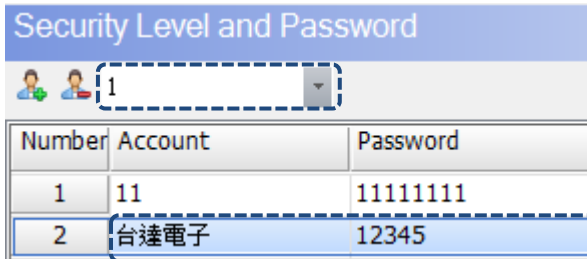 Security Level and Password
1
Number Account Password
1 11 11111111
2 台達電子 12345